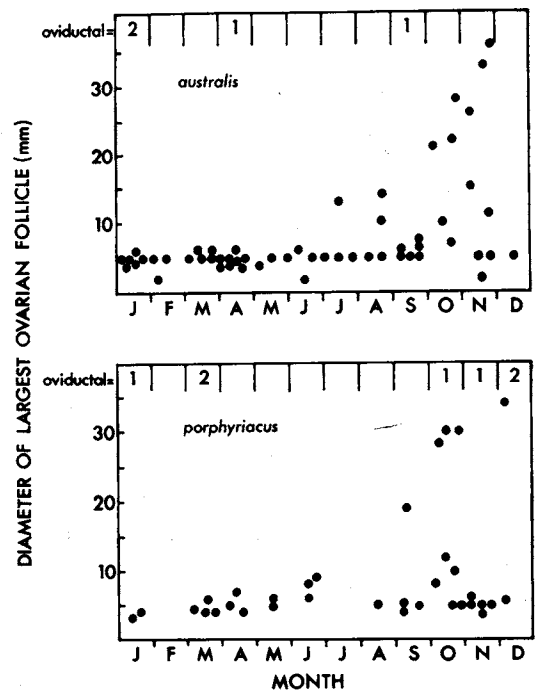 oviductal= 2 1 1
australis
30
20
10
J F M A M J J A S O N D
oviductal= 1 2 1 1 2
porphyriacus
30
20
10
J F M A M J J A S O N D
MONTH
DIAMETER OF LARGEST OVARIAN FOLLICLE (mm)